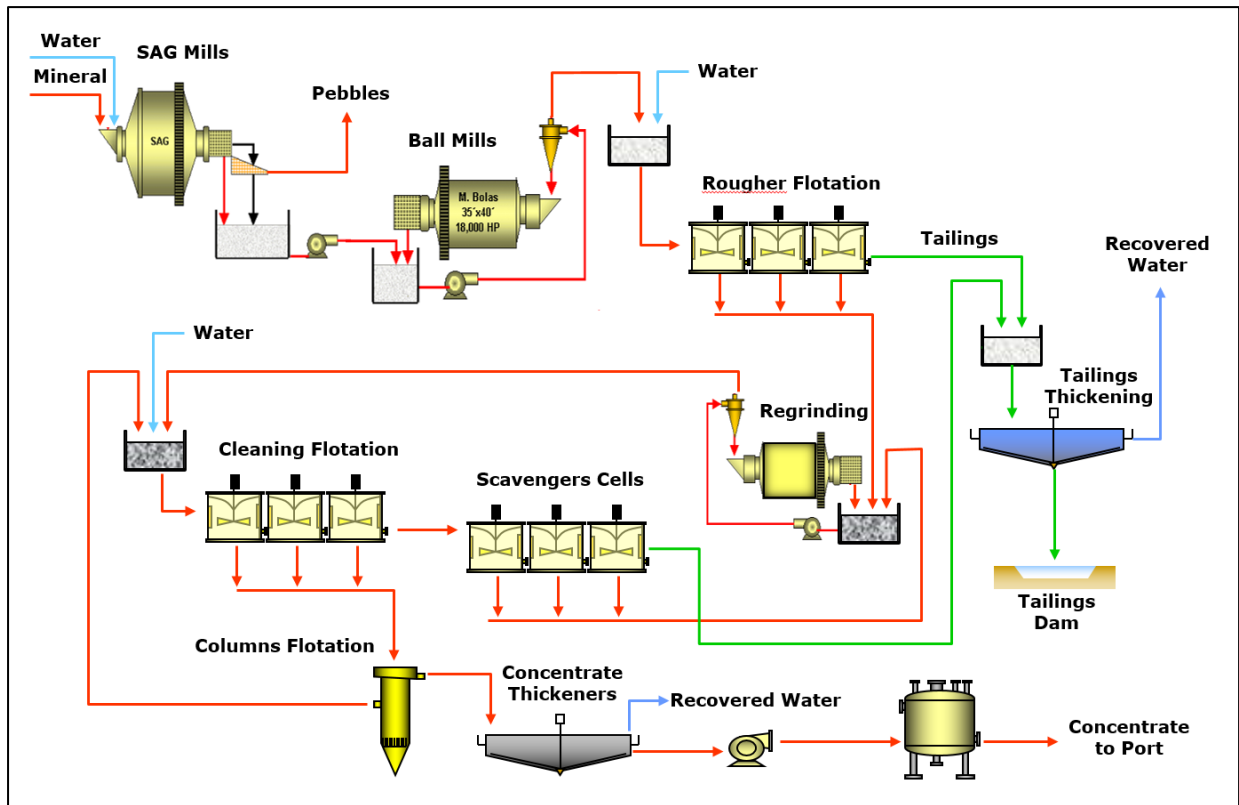 Water
SAG Mills
Mineral
SAG
Pebbles
Ball Mills
M. Bolas
35´x40´
18,000 HP
Water
Rougher Flotation
Tailings
Recovered
Water
Tailings
Thickening
Tailings
Dam
Water
Regrinding
Cleaning Flotation
Scavengers Cells
Columns Flotation
Concentrate
Thickeners
Recovered Water
Concentrate
to Port